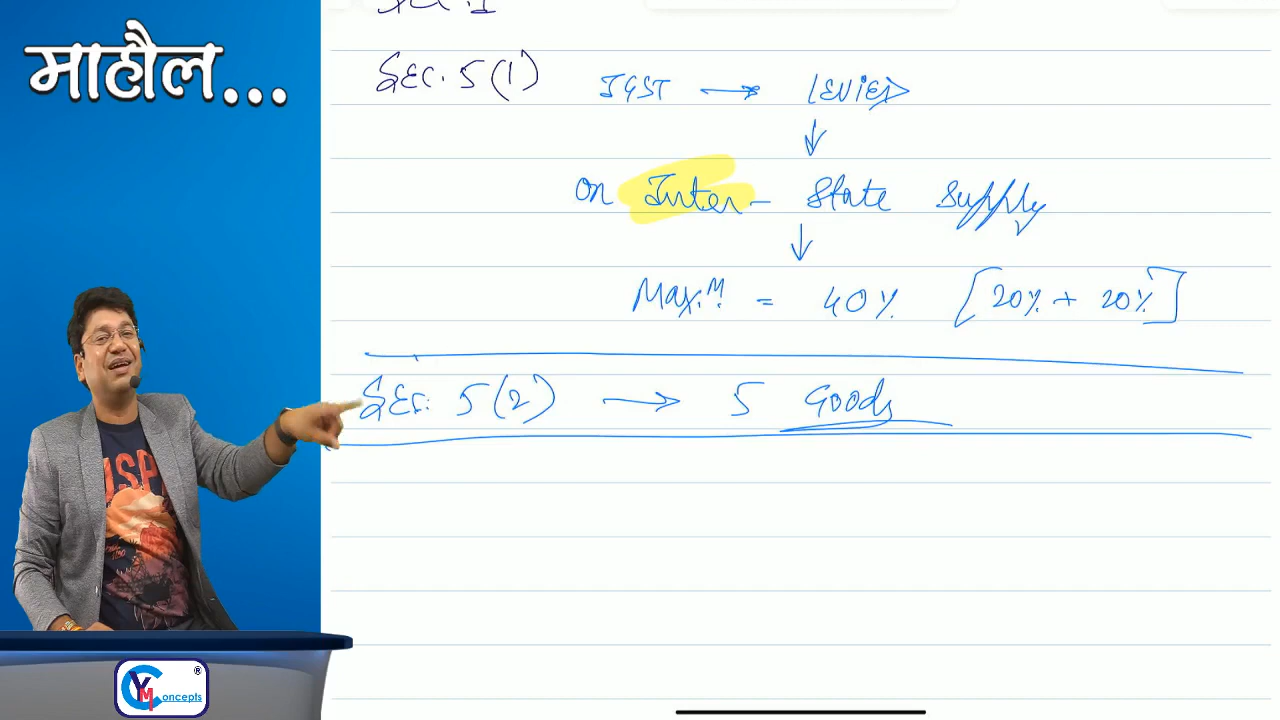 माहौल...
SEC. 5(1) IGST → LEVIED
↓
On Inter- State Supply
↓
Max.M = 40% [20% + 20%]
SEC. 5(2) → 5 Goods
CYM Concepts ®